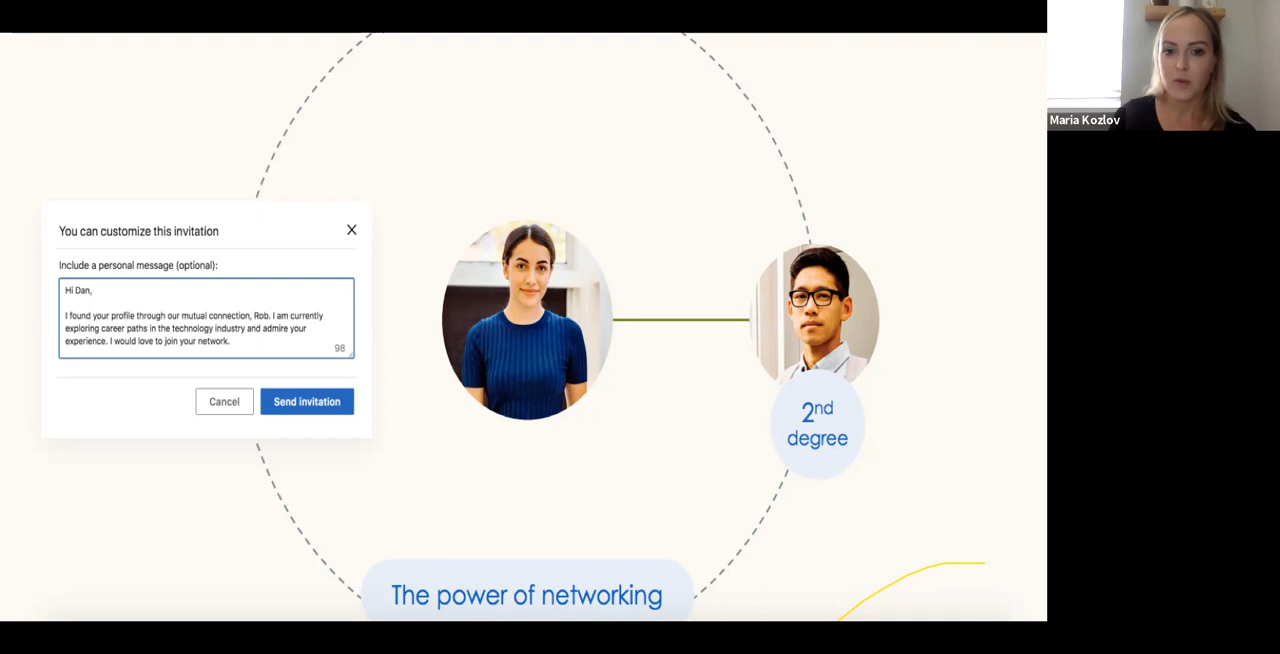 Maria Kozlov
You can customize this invitation
Include a personal message (optional):
Hi Dan,
I found your profile through our mutual connection, Rob. I am currently
exploring career paths in the technology industry and admire your
experience. I would love to join your network.
98
Cancel
Send invitation
2nd
degree
The power of networking